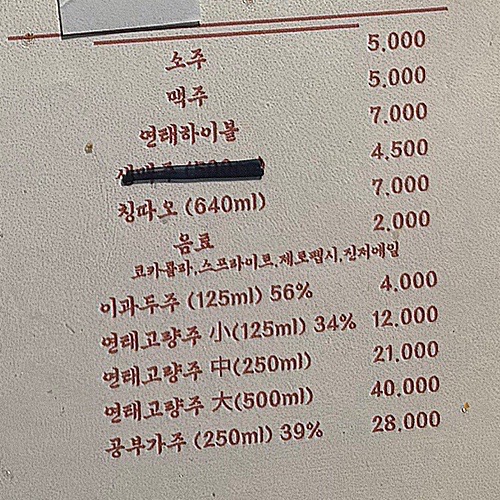 소주 5,000
맥주 5,000
연태하이볼 7,000
4,500
칭따오 (640ml) 7,000
음료 2,000
코카콜라,스프라이트,제로펩시,진저에일
이과두주 (125ml) 56% 4,000
연태고량주 小(125ml) 34% 12,000
연태고량주 中(250ml) 21,000
연태고량주 大(500ml) 40,000
공부가주 (250ml) 39% 28,000